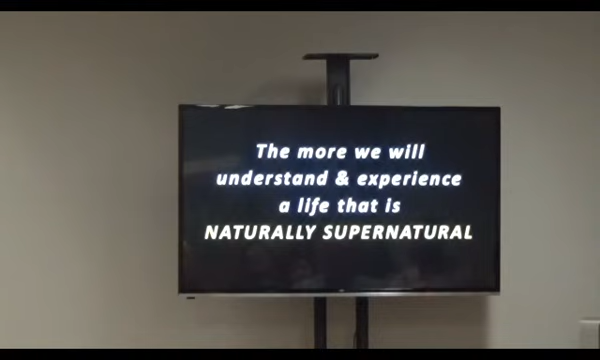 The more we will
understand & experience
a life that is
NATURALLY SUPERNATURAL